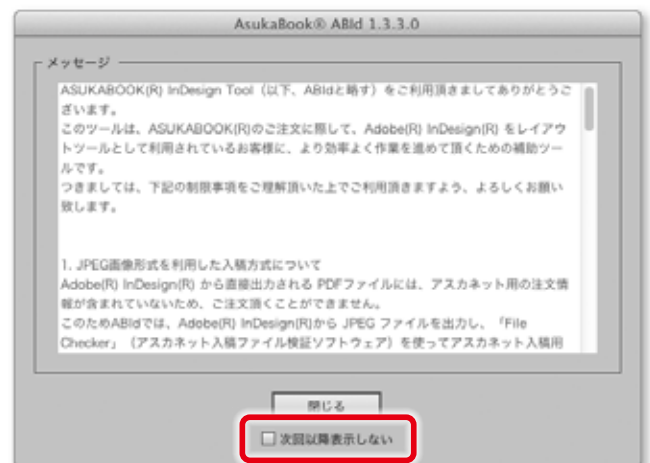 AsukaBook® ABId 1.3.3.0
メッセージ
ASUKABOOK(R) InDesign Tool（以下、ABIdと略す）をご利用頂きましてありがとうご
ざいます。
このツールは、ASUKABOOK(R)のご注文に際して、Adobe(R) InDesign(R) をレイアウ
トツールとして利用されているお客様に、より効率よく作業を進めて頂くための補助ツー
ルです。
つきましては、下記の制限事項をご理解頂いた上でご利用頂きますよう、よろしくお願い
致します。
1. JPEG画像形式を利用した入稿方式について
Adobe(R) InDesign(R) から直接出力される PDFファイルには、アスカネット用の注文情
報が含まれていないため、ご注文頂くことができません。
このためABIdでは、Adobe(R) InDesign(R)から JPEG ファイルを出力し、「File
Checker」（アスカネット入稿ファイル検証ソフトウェア）を使ってアスカネット入稿用
閉じる
次回以降表示しない